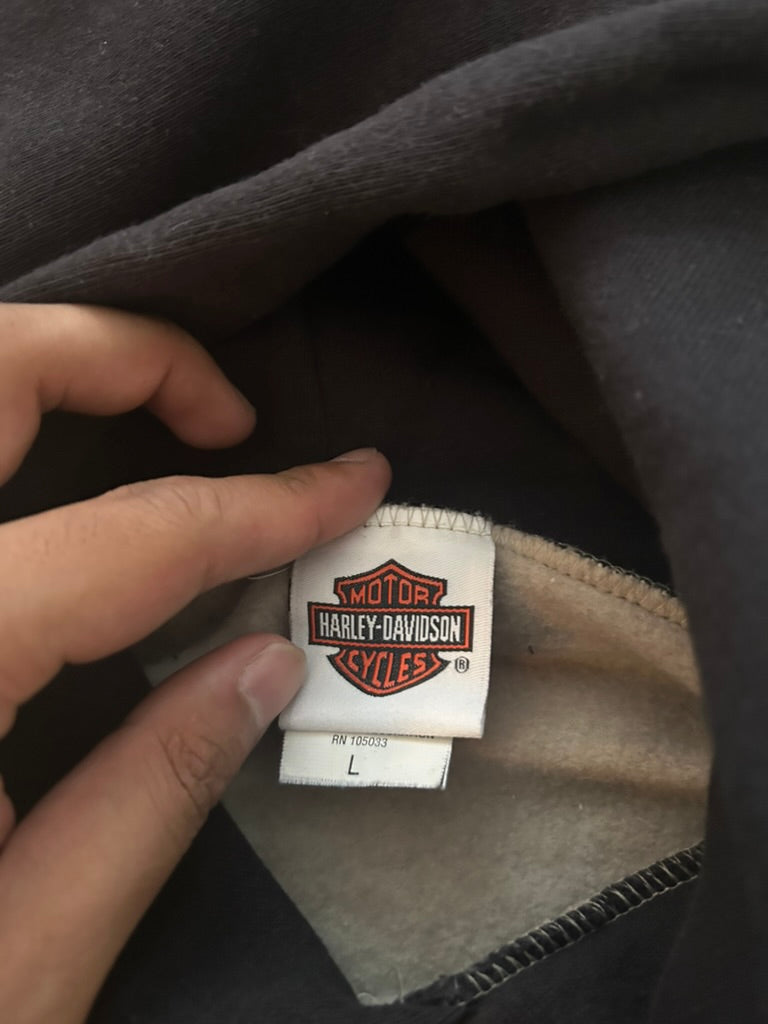 MOTOR
HARLEY-DAVIDSON
CYCLES
®
RN 105033
L